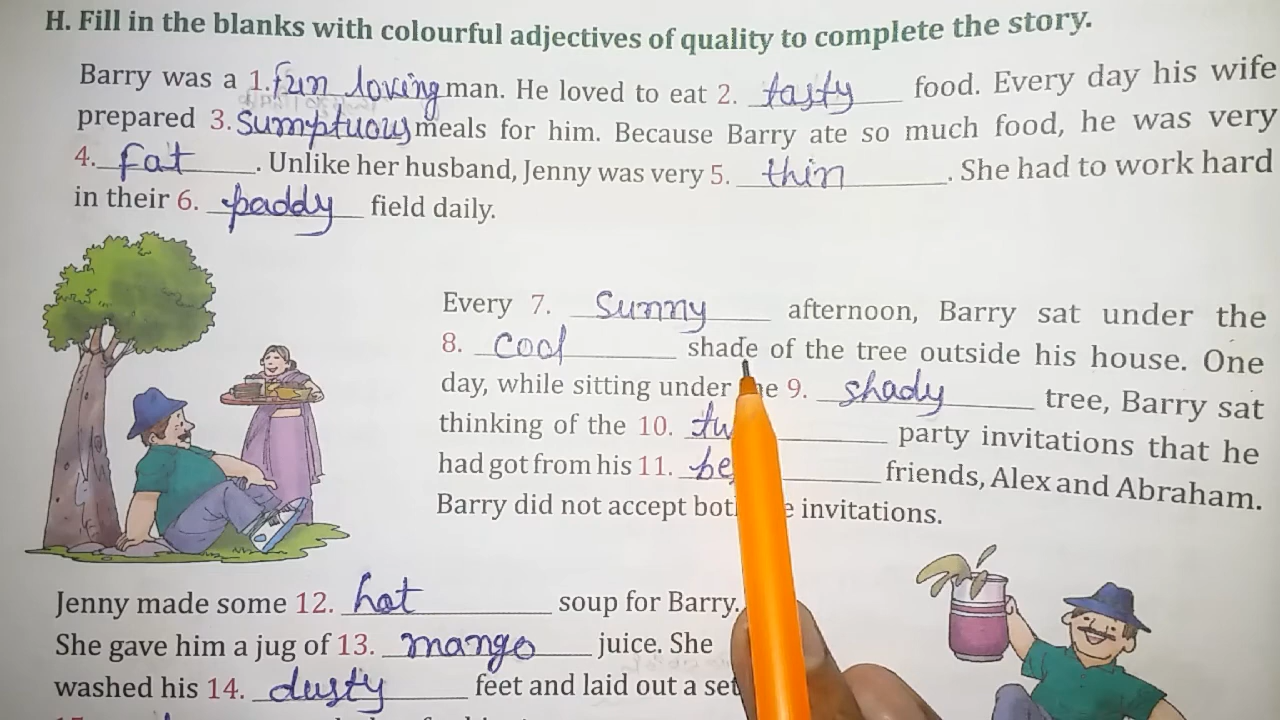 H. Fill in the blanks with colourful adjectives of quality to complete the story.
Barry was a 1. fun loving man. He loved to eat 2. tasty food. Every day his wife
prepared 3. sumptuous meals for him. Because Barry ate so much food, he was very
4. fat. Unlike her husband, Jenny was very 5. thin. She had to work hard
in their 6. paddy field daily.
Every 7. sunny afternoon, Barry sat under the
8. cool shade of the tree outside his house. One
day, while sitting under 9. shady tree, Barry sat
thinking of the 10. party invitations that he
had got from his 11. friends, Alex and Abraham.
Barry did not accept invitations.
Jenny made some 12. hot soup for Barry.
She gave him a jug of 13. mango juice. She
washed his 14. dusty feet and laid out a set